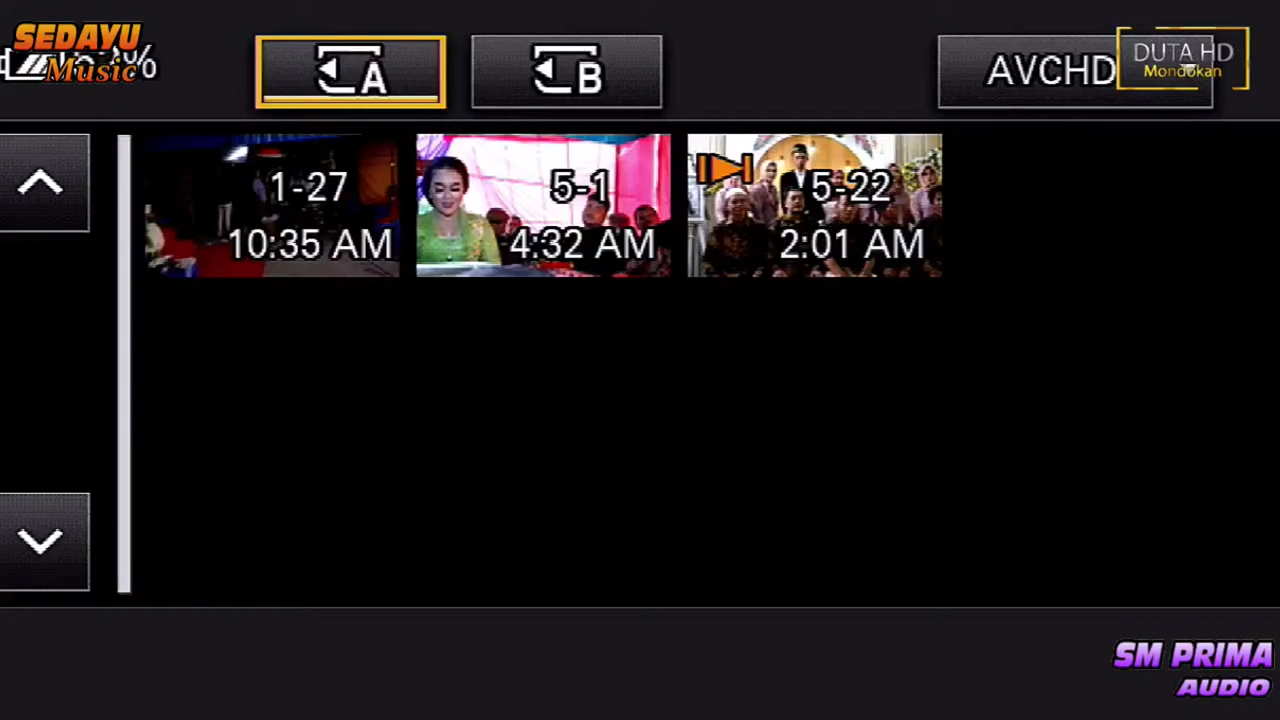 SEDAYU
Music
%
A
B
AVCHD
DUTA HD
Mondokan
1-27
10:35 AM
5-1
4:32 AM
5-22
2:01 AM
SM PRIMA
AUDIO